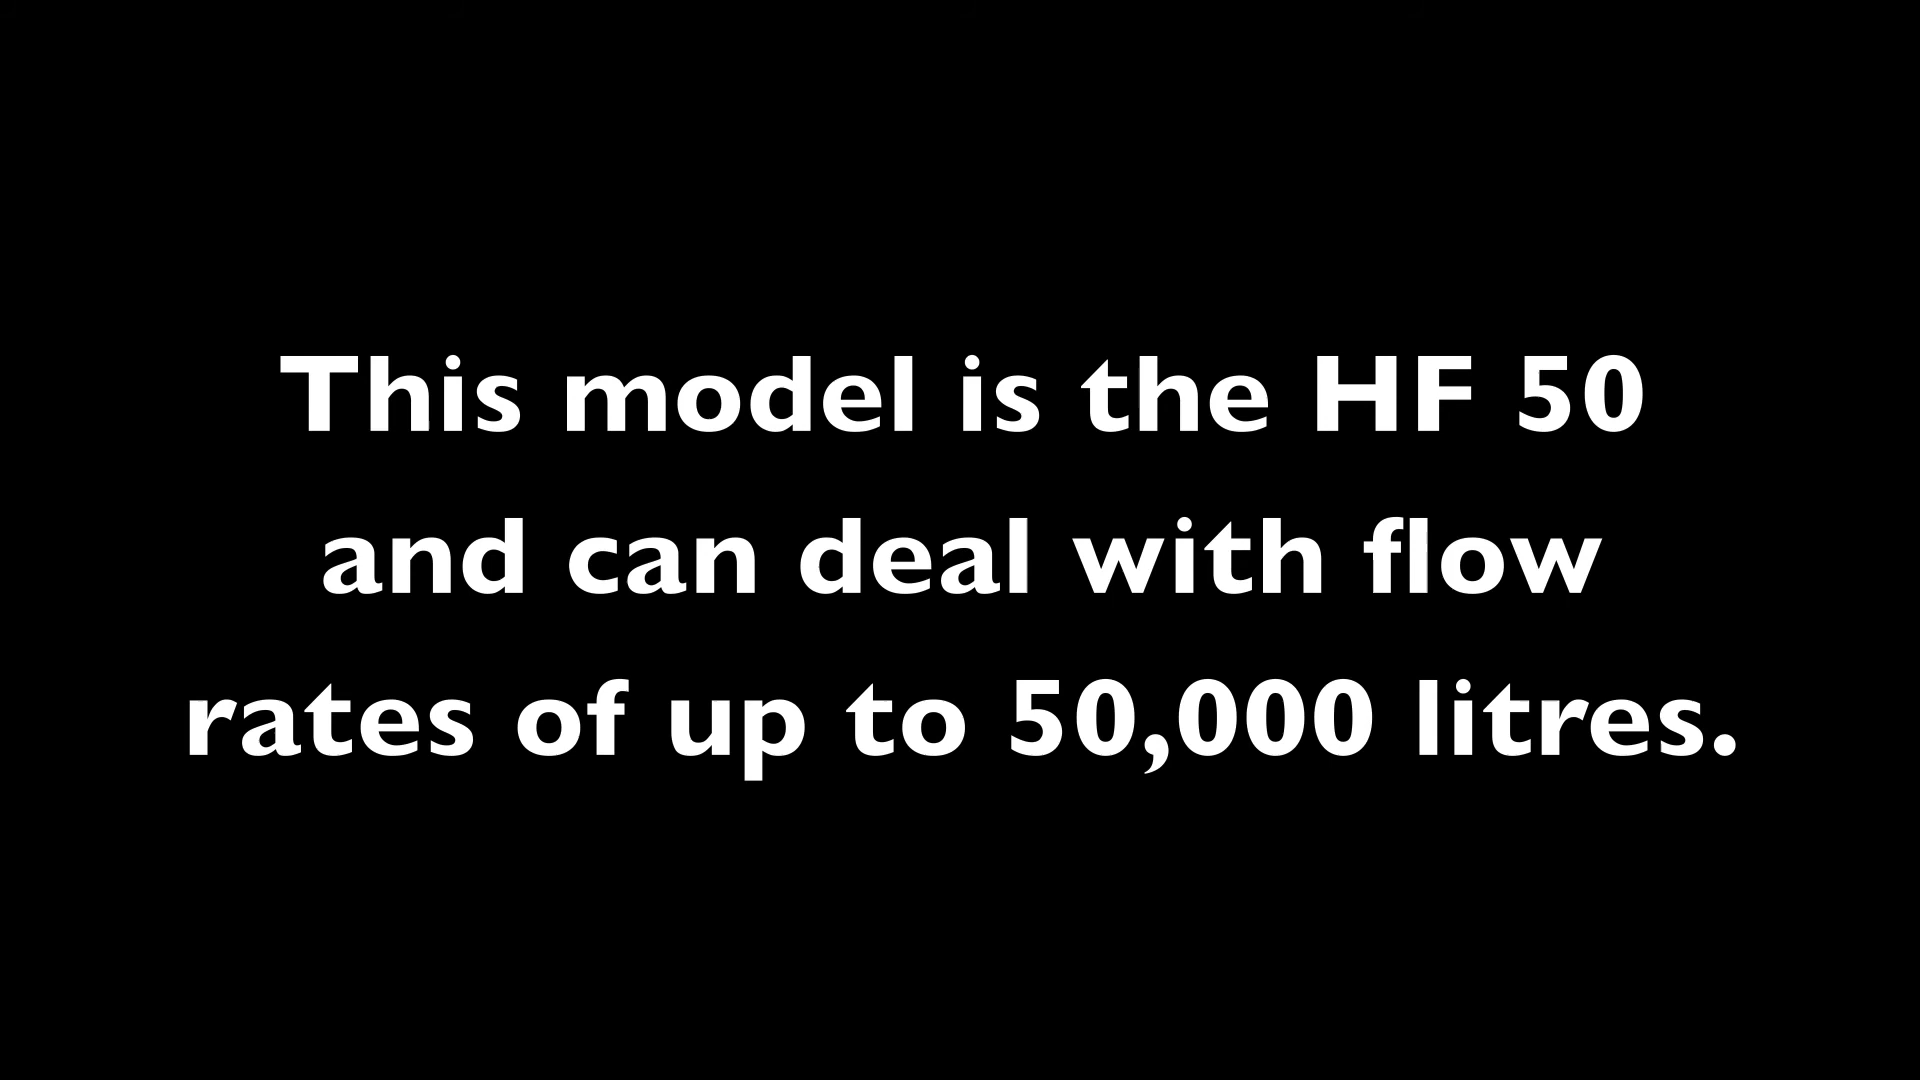 This model is the HF 50
and can deal with flow
rates of up to 50,000 litres.